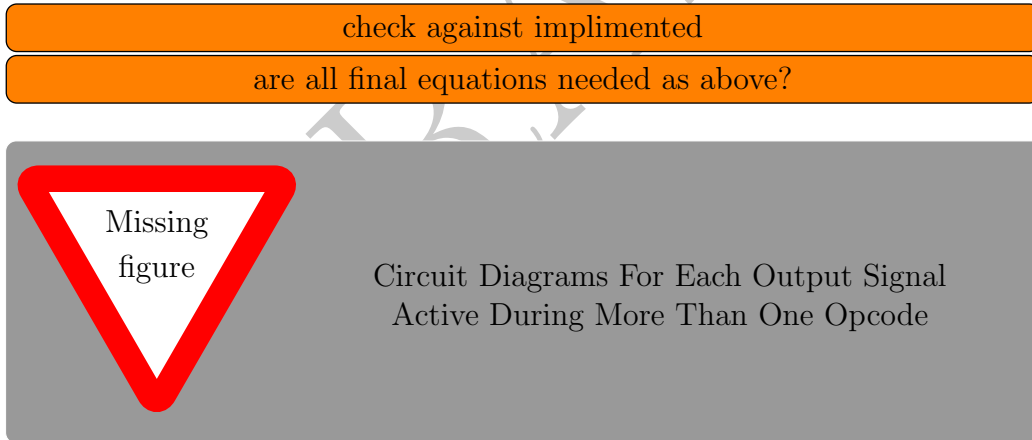 check against implimented
are all final equations needed as above?
Missing
figure
Circuit Diagrams For Each Output Signal
Active During More Than One Opcode